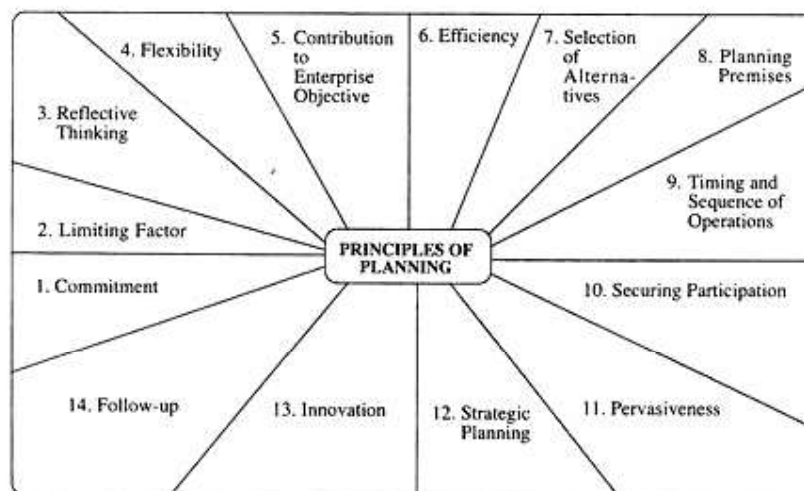 4. Flexibility
5. Contribution
to
Enterprise
Objective
6. Efficiency
7. Selection
of
Alterna-
tives
8. Planning
Premises
3. Reflective
Thinking
9. Timing and
Sequence of
Operations
2. Limiting Factor
PRINCIPLES OF
PLANNING
1. Commitment
10. Securing Participation
14. Follow-up
13. Innovation
12. Strategic
Planning
11. Pervasiveness